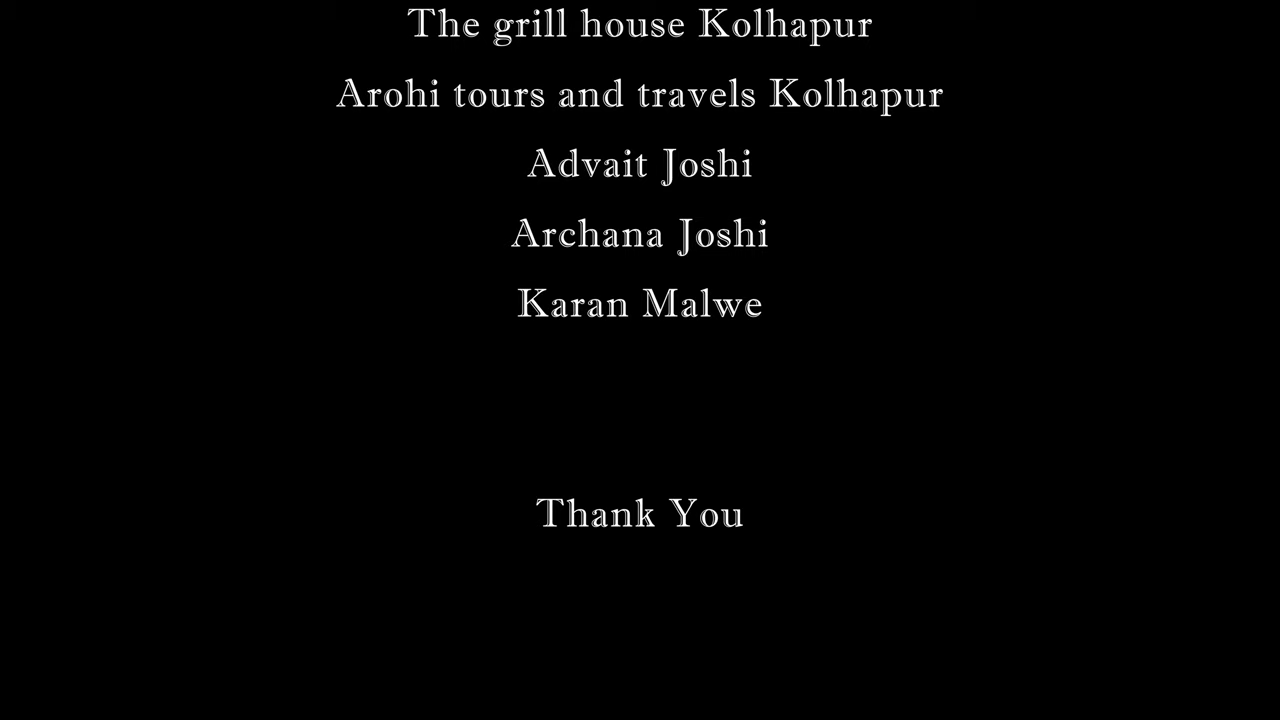 The grill house Kolhapur
Arohi tours and travels Kolhapur
Advait Joshi
Archana Joshi
Karan Malwe
Thank You